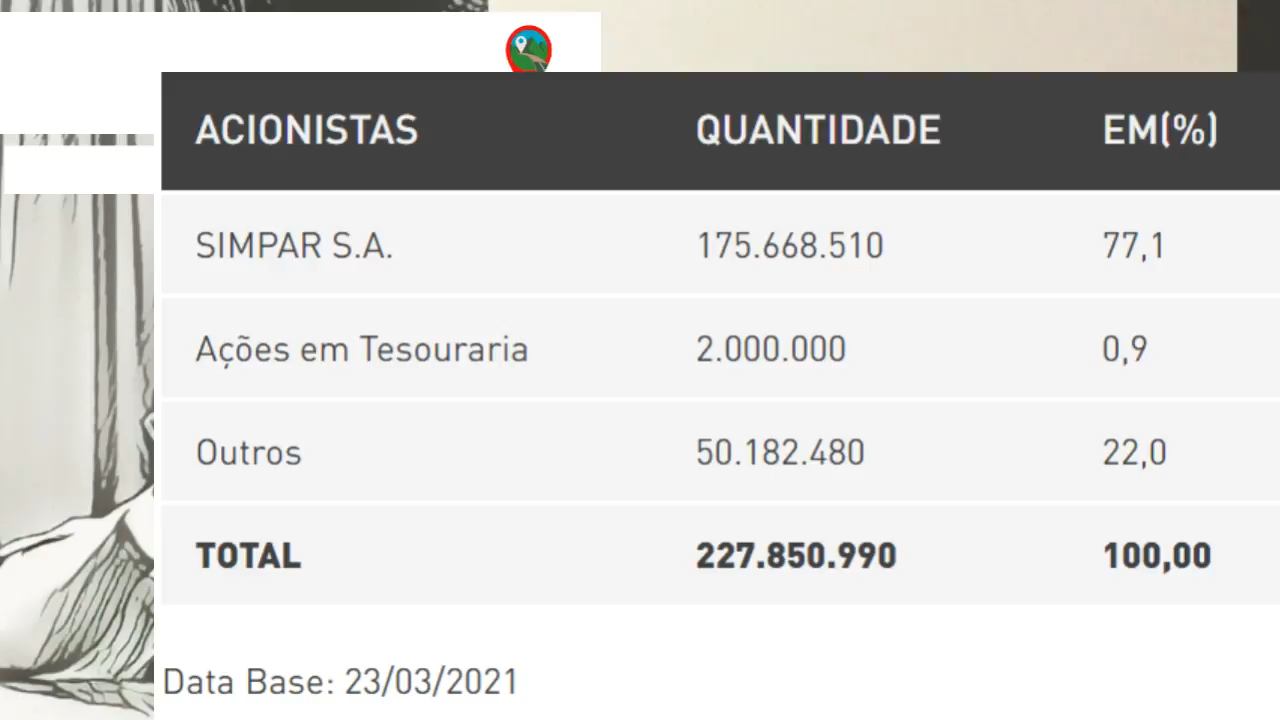 ACIONISTAS QUANTIDADE EM(%)
SIMPAR S.A. 175.668.510 77,1
Ações em Tesouraria 2.000.000 0,9
Outros 50.182.480 22,0
TOTAL 227.850.990 100,00
Data Base: 23/03/2021